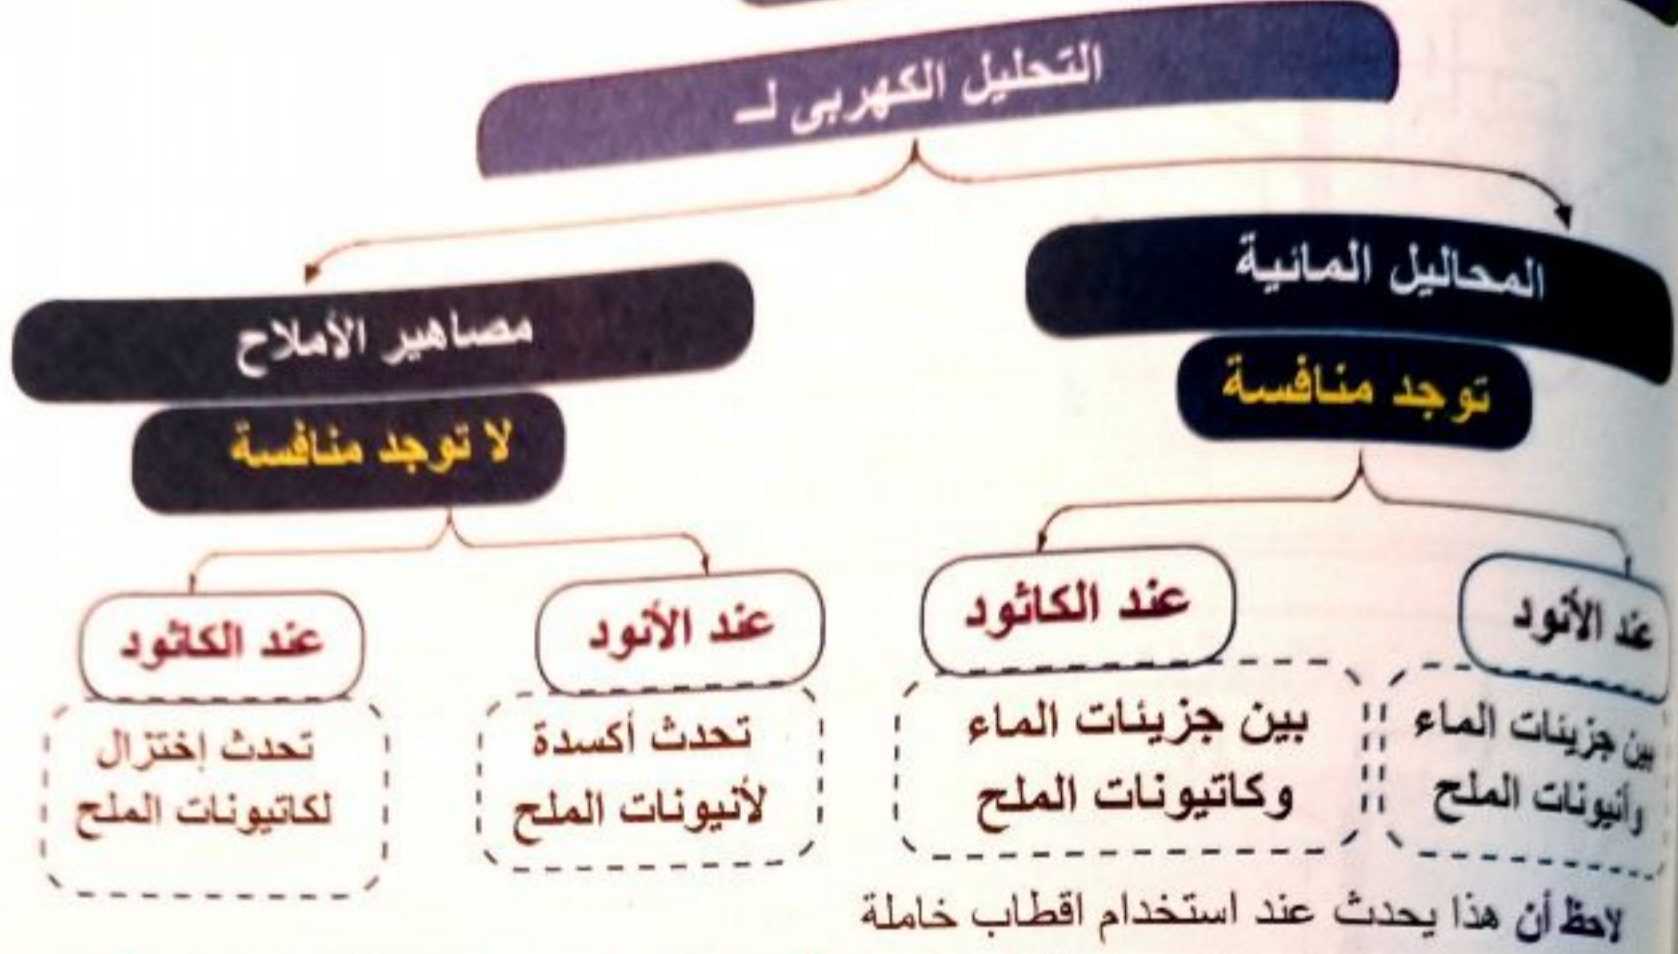 التحليل الكهربى لـ
المحاليل المائية
توجد منافسة
عند الأنود
بين جزيئات الماء
وأنيونات الملح
عند الكاثود
بين جزيئات الماء
وكاتيونات الملح
مصاهير الأملاح
لا توجد منافسة
عند الأنود
تحدث أكسدة
لأنيونات الملح
عند الكاثود
تحدث إختزال
لكاتيونات الملح
لاحظ أن هذا يحدث عند استخدام اقطاب خاملة